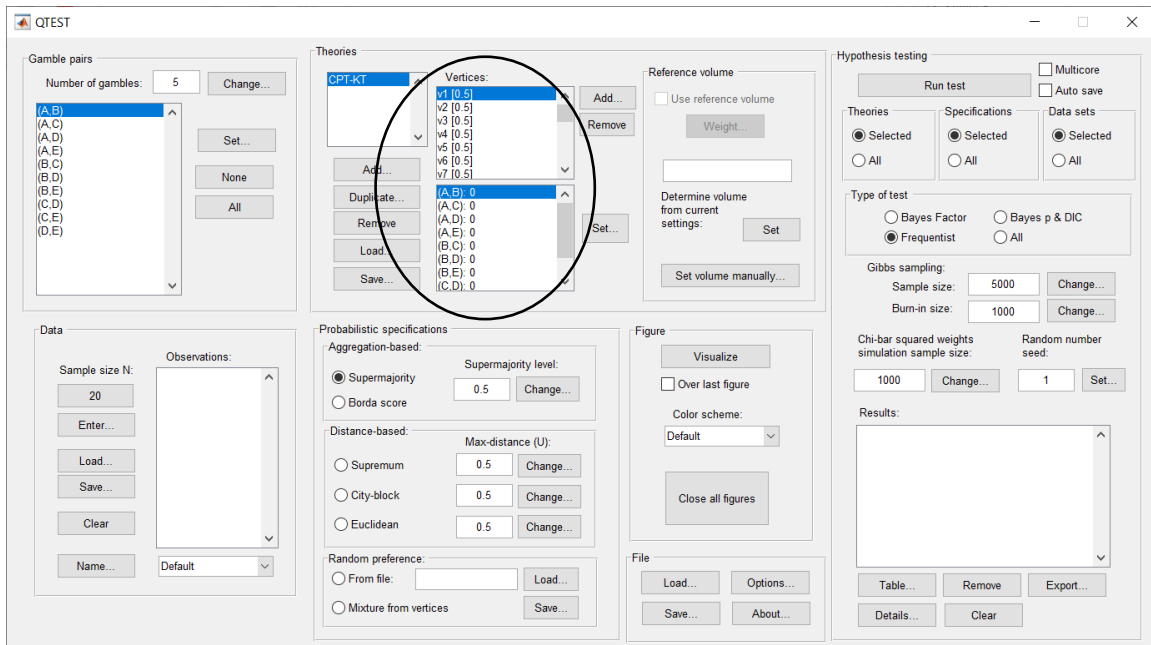 QTEST
Gamble pairs
Number of gambles: 5 Change...
(A,B)
(A,C)
(A,D)
(A,E)
(B,C)
(B,D)
(B,E)
(C,D)
(C,E)
(D,E)
Set...
None
All
Theories
CPT-KT
Add...
Duplicate...
Remove
Load...
Save...
Vertices:
v1 [0.5]
v2 [0.5]
v3 [0.5]
v4 [0.5]
v5 [0.5]
v6 [0.5]
v7 [0.5]
Add...
Remove
(A,B): 0
(A,C): 0
(A,D): 0
(A,E): 0
(B,C): 0
(B,D): 0
(B,E): 0
(C,D): 0
Set...
Reference volume
Use reference volume
Weight...
Determine volume
from current
settings:
Set
Set volume manually...
Hypothesis testing
Run test
Multicore
Auto save
Theories
Selected
All
Specifications
Selected
All
Data sets
Selected
All
Type of test
Bayes Factor Bayes p & DIC
Frequentist All
Gibbs sampling:
Sample size: 5000 Change...
Burn-in size: 1000 Change...
Chi-bar squared weights
simulation sample size:
1000 Change...
Random number
seed:
1 Set...
Results:
Table... Remove Export...
Details... Clear
Data
Sample size N:
20
Enter...
Load...
Save...
Clear
Name...
Observations:
Default
Probabilistic specifications
Aggregation-based:
Supermajority
Borda score
Supermajority level:
0.5 Change...
Distance-based:
Max-distance (U):
Supremum 0.5 Change...
City-block 0.5 Change...
Euclidean 0.5 Change...
Random preference:
From file: Load...
Mixture from vertices Save...
Figure
Visualize
Over last figure
Color scheme:
Default
Close all figures
File
Load... Options...
Save... About...